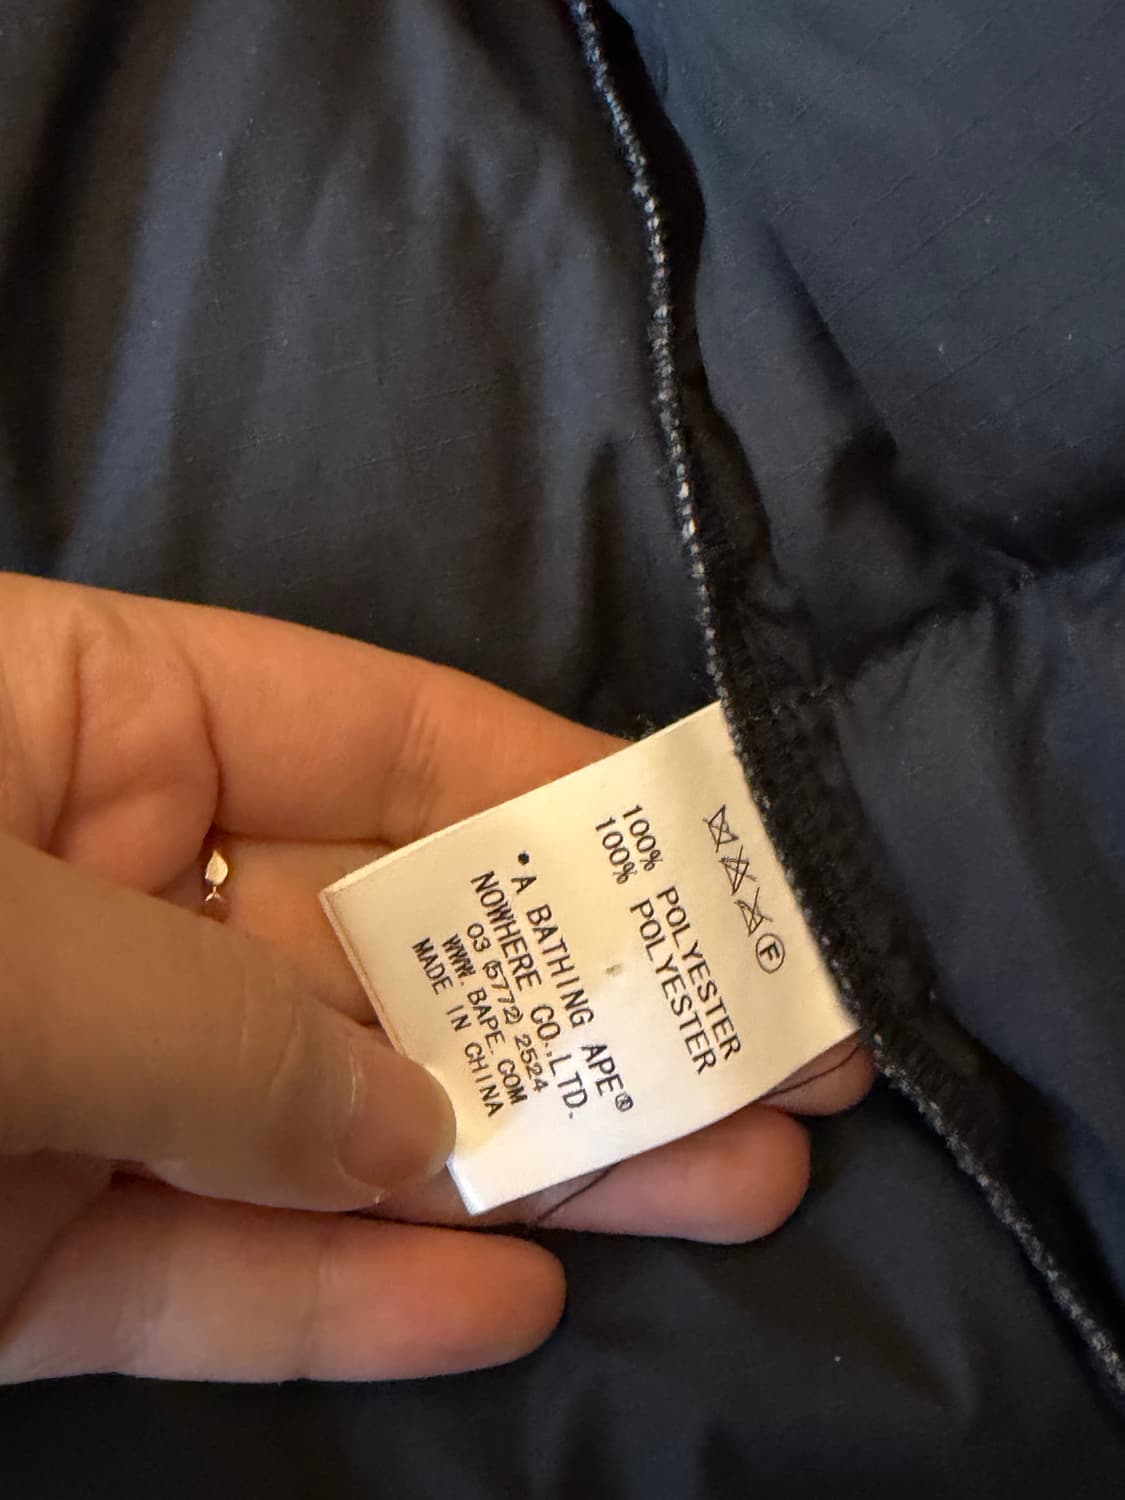 Ⓕ
100% POLYESTER
100% POLYESTER
• A BATHING APE®
NOWHERE CO.,LTD.
03 (5772) 2524
WWW.BAPE.COM
MADE IN CHINA